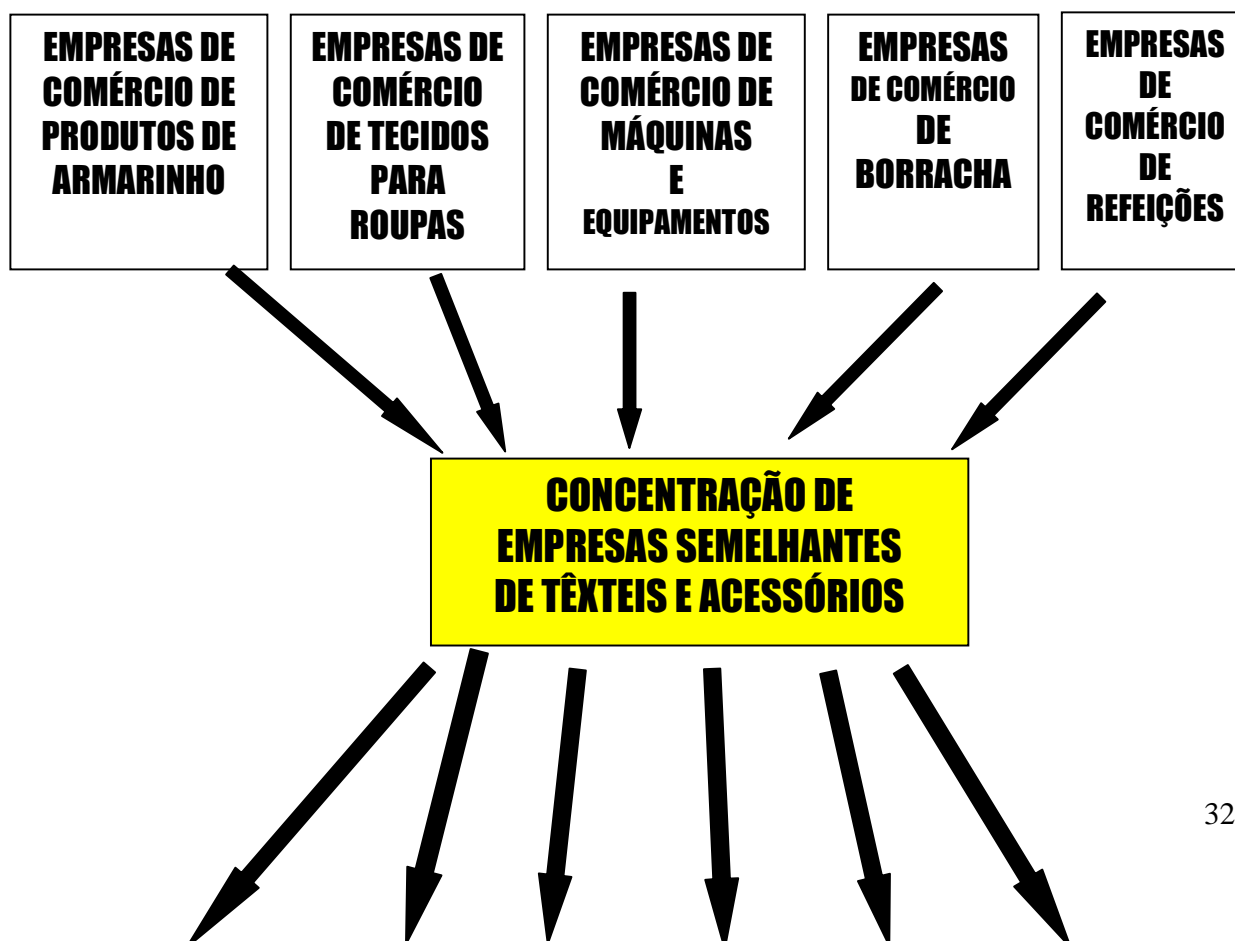 EMPRESAS DE
COMÉRCIO DE
PRODUTOS DE
ARMARINHO
EMPRESAS DE
COMÉRCIO
DE TECIDOS
PARA
ROUPAS
EMPRESAS DE
COMÉRCIO DE
MÁQUINAS
E
EQUIPAMENTOS
EMPRESAS
DE COMÉRCIO
DE
BORRACHA
EMPRESAS
DE
COMÉRCIO
DE
REFEIÇÕES
CONCENTRAÇÃO DE
EMPRESAS SEMELHANTES
DE TÊXTEIS E ACESSÓRIOS
32